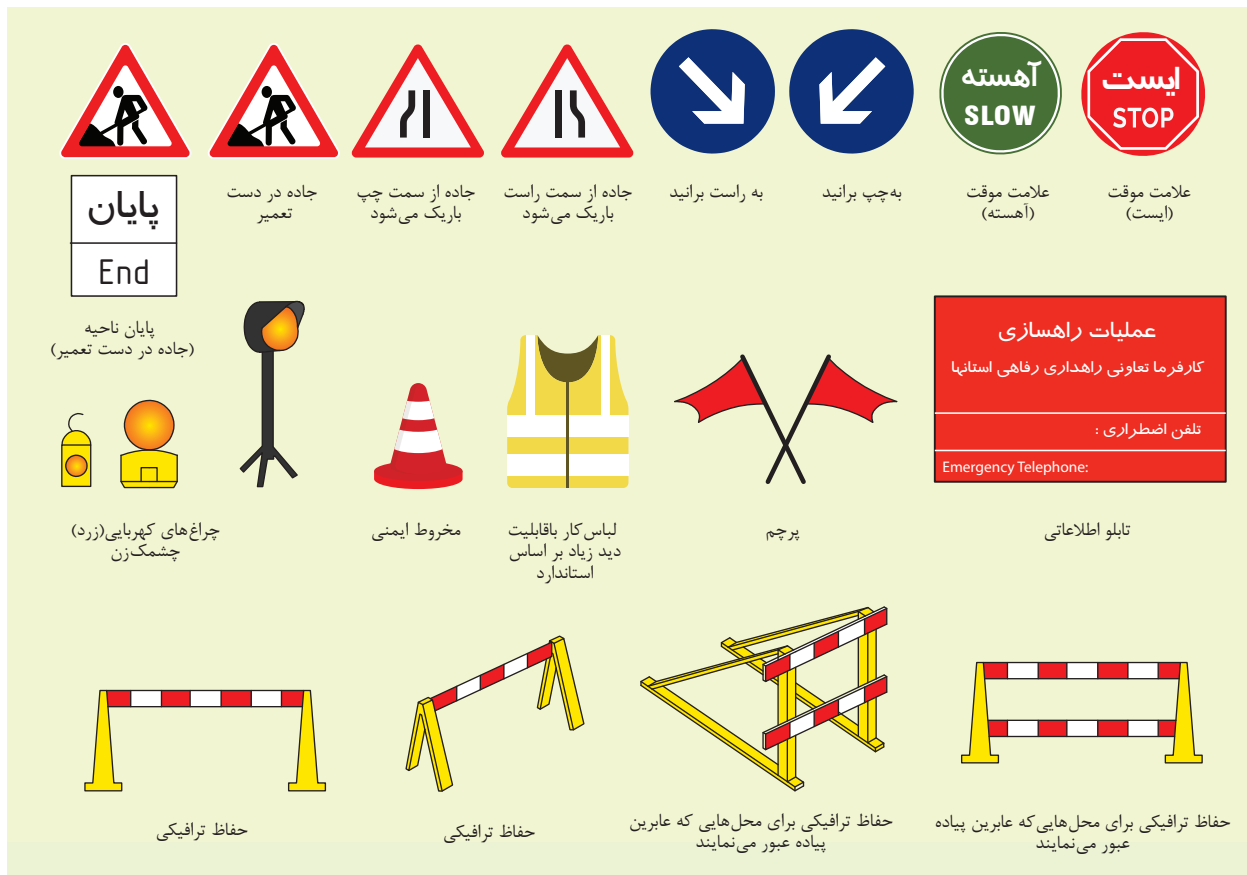 ایست
STOP
آهسته
SLOW
علامت موقت
(ایست)
علامت موقت
(آهسته)
به‌چپ برانید
به راست برانید
جاده از سمت راست
باریک می‌شود
جاده از سمت چپ
باریک می‌شود
جاده در دست
تعمیر
پایان
End
پایان ناحیه
(جاده در دست تعمیر)
عملیات راهسازی
کارفرما تعاونی راهداری رفاهی استانها
تلفن اضطراری :
Emergency Telephone:
تابلو اطلاعاتی
پرچم
لباس‌کار باقابلیت
دید زیاد بر اساس
استاندارد
مخروط ایمنی
چراغ‌های کهربایی(زرد)
چشمک‌زن
حفاظ ترافیکی برای محل‌هایی‌که عابرین پیاده
عبور می‌نمایند
حفاظ ترافیکی برای محل‌هایی که عابرین
پیاده عبور می‌نمایند
حفاظ ترافیکی
حفاظ ترافیکی